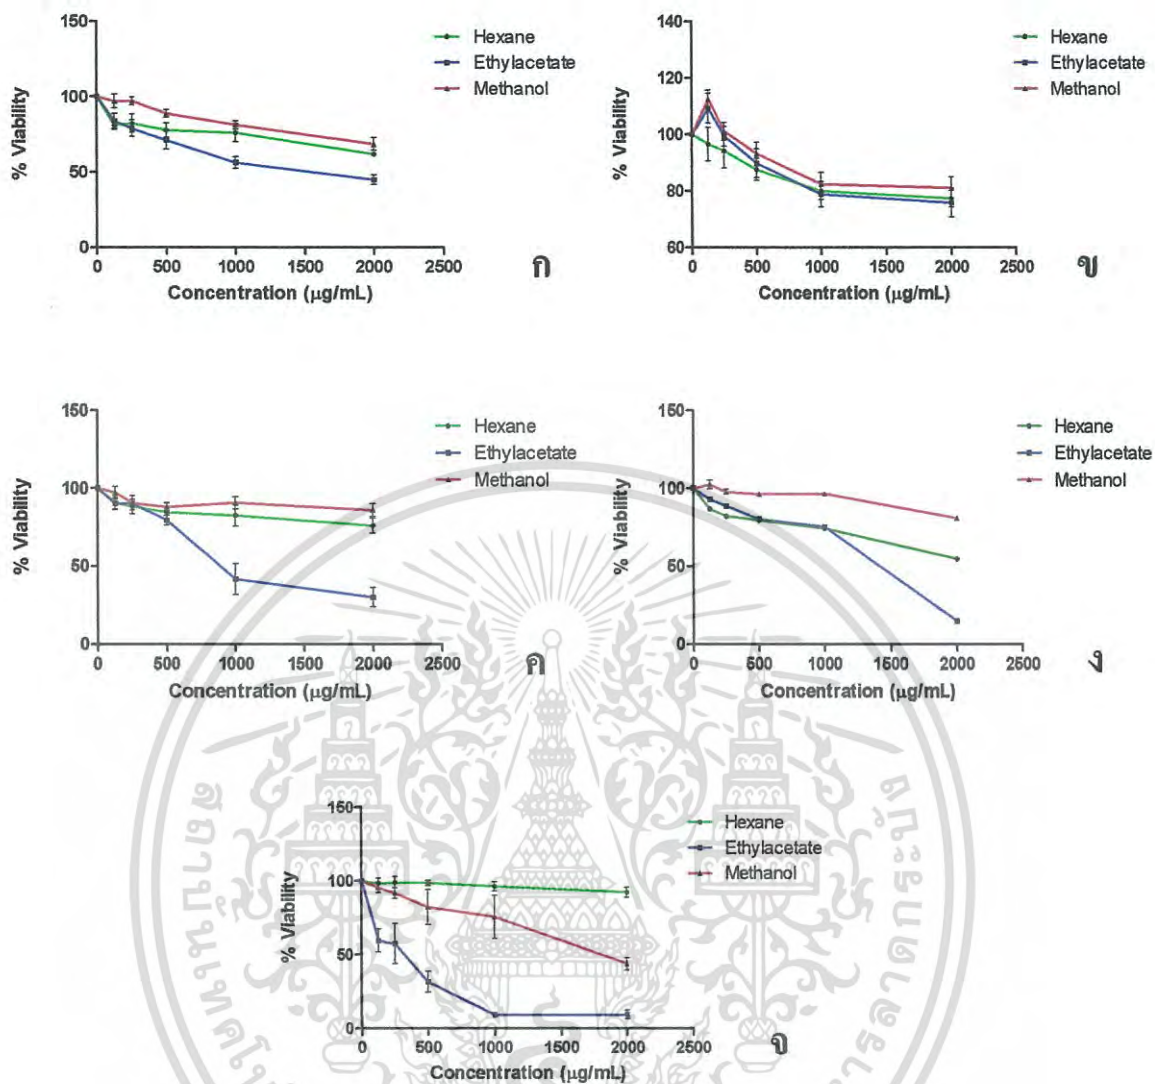 150
100
50
0
% Viability
0 500 1000 1500 2000 2500
Concentration (μg/mL)
Hexane
Ethylacetate
Methanol
ก
140
120
100
80
60
% Viability
0 500 1000 1500 2000 2500
Concentration (μg/mL)
Hexane
Ethylacetate
Methanol
ข
150
100
50
0
% Viability
0 500 1000 1500 2000 2500
Concentration (μg/mL)
Hexane
Ethylacetate
Methanol
ค
150
100
50
0
% Viability
0 500 1000 1500 2000 2500
Concentration (μg/mL)
Hexane
Ethylacetate
Methanol
ง
150
100
50
0
% Viability
0 500 1000 1500 2000 2500
Concentration (μg/mL)
Hexane
Ethylacetate
Methanol
จ